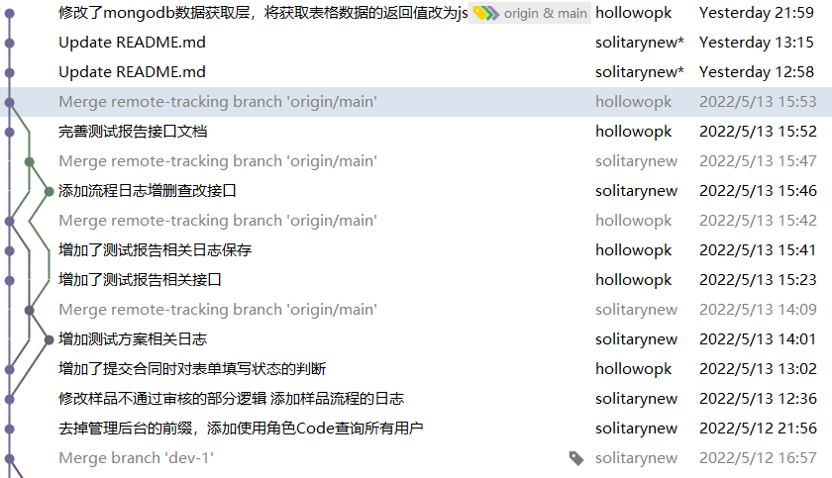 修改了mongodb数据获取层，将获取表格数据的返回值改为js origin & main hollowopk Yesterday 21:59
Update README.md solitarynew* Yesterday 13:15
Update README.md solitarynew* Yesterday 12:58
Merge remote-tracking branch 'origin/main' hollowopk 2022/5/13 15:53
完善测试报告接口文档 hollowopk 2022/5/13 15:52
Merge remote-tracking branch 'origin/main' solitarynew 2022/5/13 15:47
添加流程日志增删查改接口 solitarynew 2022/5/13 15:46
Merge remote-tracking branch 'origin/main' hollowopk 2022/5/13 15:42
增加了测试报告相关日志保存 hollowopk 2022/5/13 15:41
增加了测试报告相关接口 hollowopk 2022/5/13 15:23
Merge remote-tracking branch 'origin/main' solitarynew 2022/5/13 14:09
增加测试方案相关日志 solitarynew 2022/5/13 14:01
增加了提交合同时对表单填写状态的判断 hollowopk 2022/5/13 13:02
修改样品不通过审核的部分逻辑 添加样品流程的日志 solitarynew 2022/5/13 12:36
去掉管理后台的前缀，添加使用角色Code查询所有用户 solitarynew 2022/5/12 21:56
Merge branch 'dev-1' solitarynew 2022/5/12 16:57